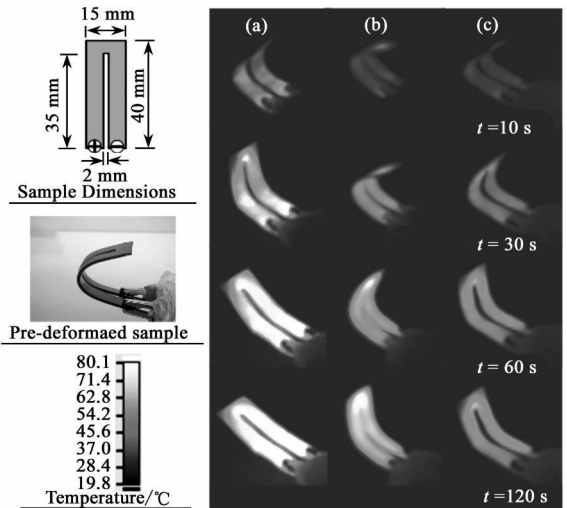 15 mm
35 mm
40 mm
2 mm
Sample Dimensions
Pre-deformaed sample
80.1
71.4
62.8
54.2
45.6
37.0
28.4
19.8
Temperature/℃
(a) (b) (c)
t =10 s
t = 30 s
t = 60 s
t =120 s